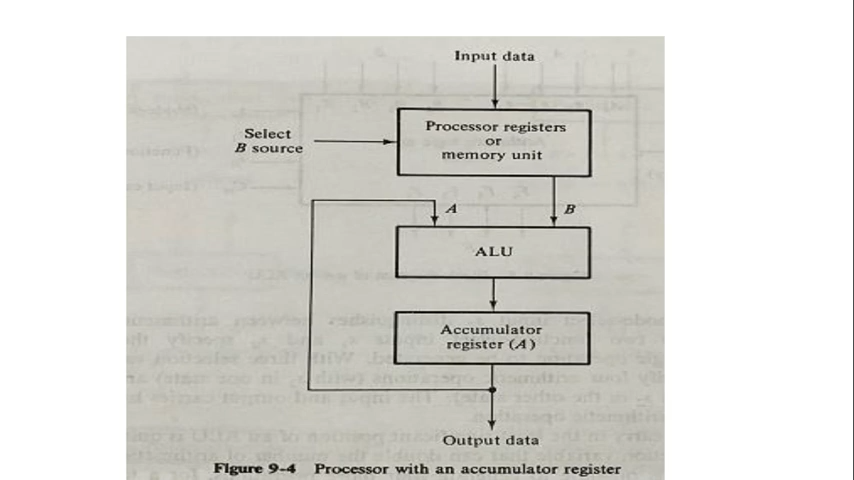 Input data
Processor registers
or
memory unit
Select
B source
A
B
ALU
Accumulator
register (A)
Output data
Figure 9-4 Processor with an accumulator register